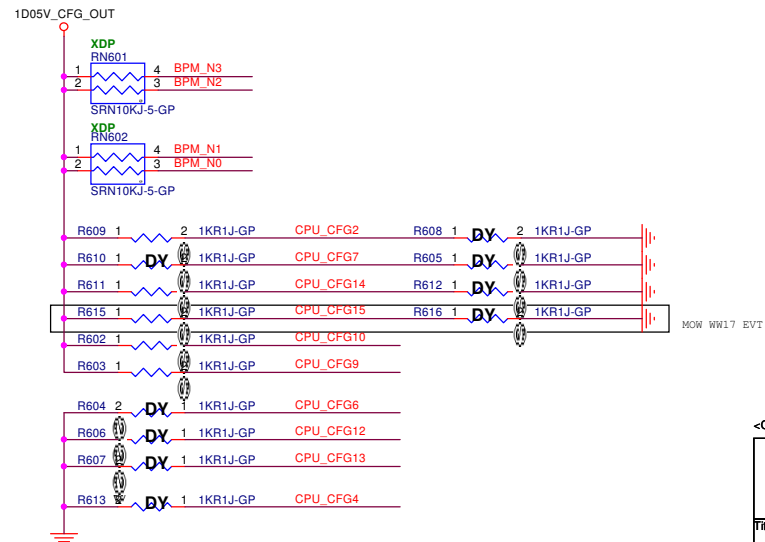 1D05V_CFG_OUT
XDP
RN601
1 4 BPM_N3
2 3 BPM_N2
SRN10KJ-5-GP
XDP
RN602
1 4 BPM_N1
2 3 BPM_N0
SRN10KJ-5-GP
R609 1 2 1KR1J-GP CPU_CFG2 R608 1 DY 2 1KR1J-GP
R610 1 DY 1KR1J-GP CPU_CFG7 R605 1 DY 1KR1J-GP
R611 1 1KR1J-GP CPU_CFG14 R612 1 DY 1KR1J-GP
R615 1 1KR1J-GP CPU_CFG15 R616 1 DY 1KR1J-GP
MOW WW17 EVT
R602 1 1KR1J-GP CPU_CFG10
R603 1 1KR1J-GP CPU_CFG9
R604 2 DY 1 1KR1J-GP CPU_CFG6
R606 DY 1 1KR1J-GP CPU_CFG12
R607 DY 1 1KR1J-GP CPU_CFG13
R613 DY 1 1KR1J-GP CPU_CFG4